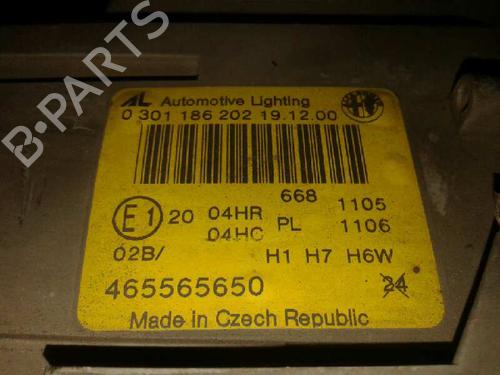 B-PARTS
AL Automotive Lighting
0 301 186 202 19.12.00
668 1105
E1 20 04HR PL 1106
04HC
02B/ H1 H7 H6W
465565650 24
Made in Czech Republic